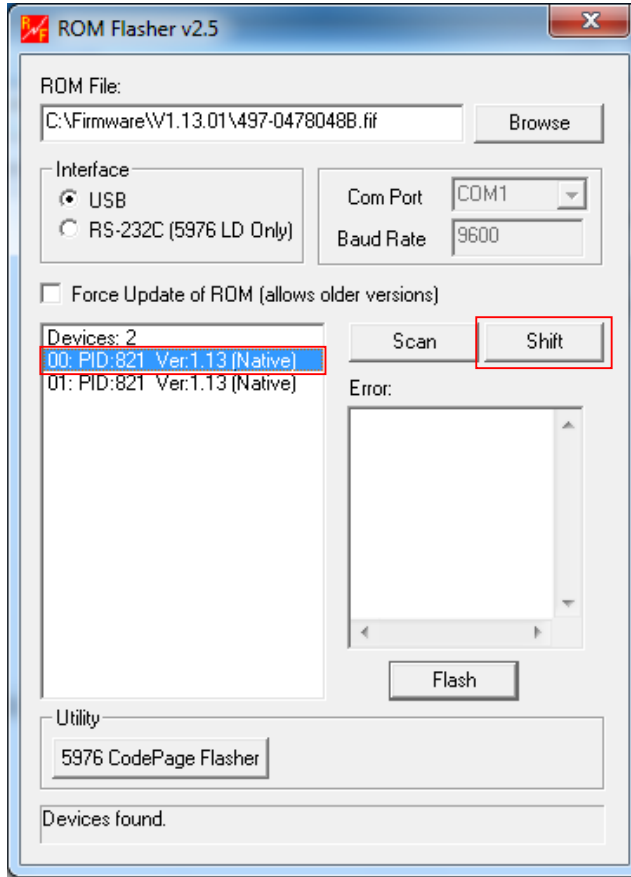 ROM Flasher v2.5
ROM File:
C:\Firmware\V1.13.01\497-0478048B.fif
Browse
Interface
USB
RS-232C (5976 LD Only)
Com Port
COM1
Baud Rate
9600
Force Update of ROM (allows older versions)
Devices: 2
00: PID:821 Ver:1.13 (Native)
01: PID:821 Ver:1.13 (Native)
Scan
Shift
Error:
Flash
Utility
5976 CodePage Flasher
Devices found.